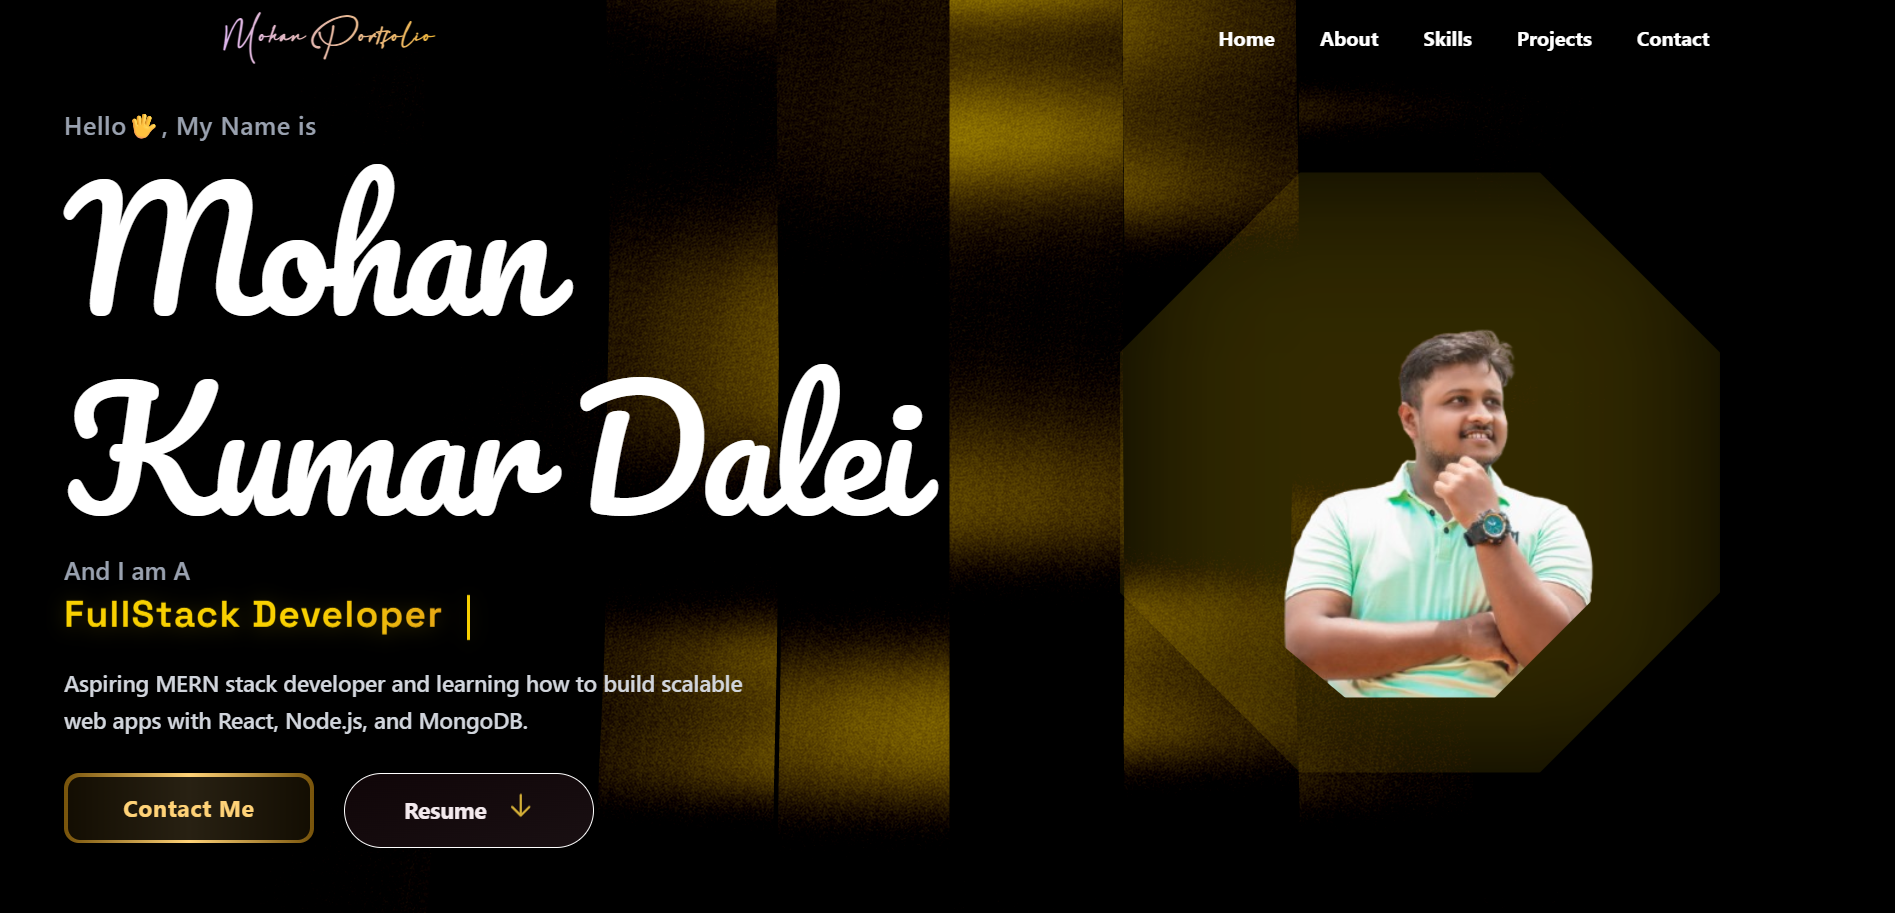 Mohan Portfolio
Home About Skills Projects Contact
Hello🖐, My Name is
Mohan
Kumar Dalei
And I am A
FullStack Developer
Aspiring MERN stack developer and learning how to build scalable
web apps with React, Node.js, and MongoDB.
Contact Me
Resume